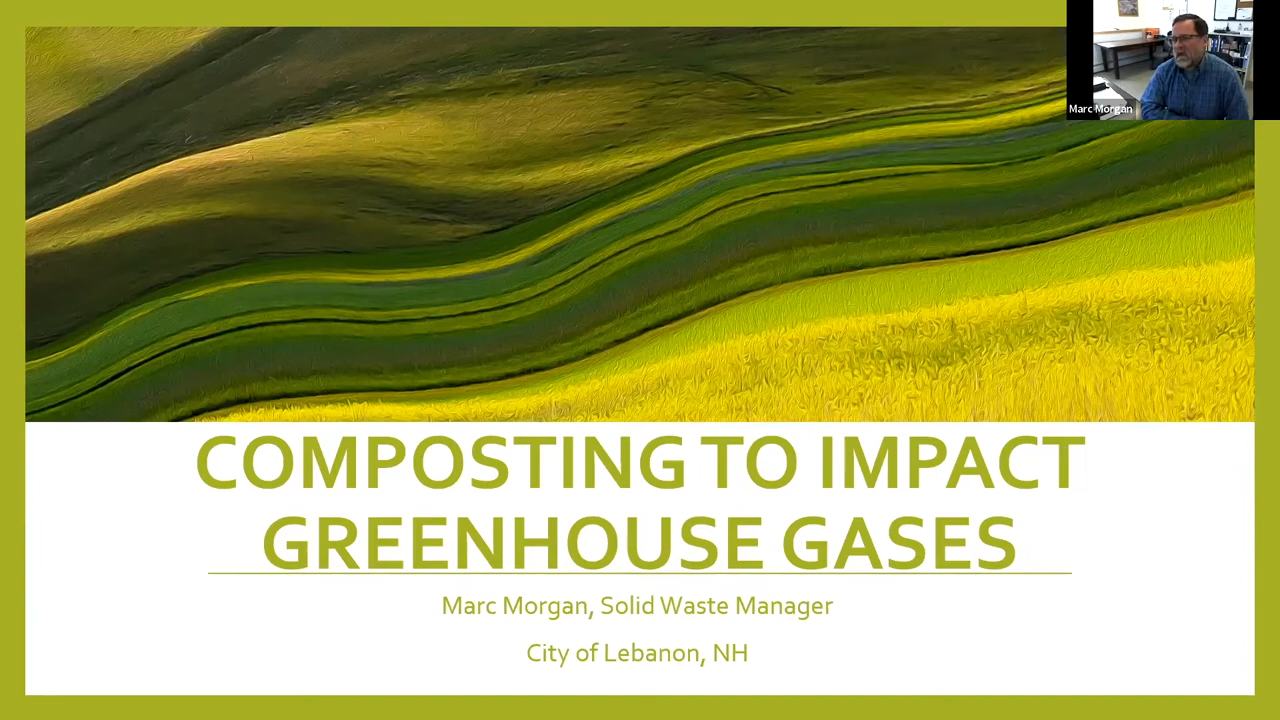 Marc Morgan
COMPOSTING TO IMPACT
GREENHOUSE GASES
Marc Morgan, Solid Waste Manager
City of Lebanon, NH